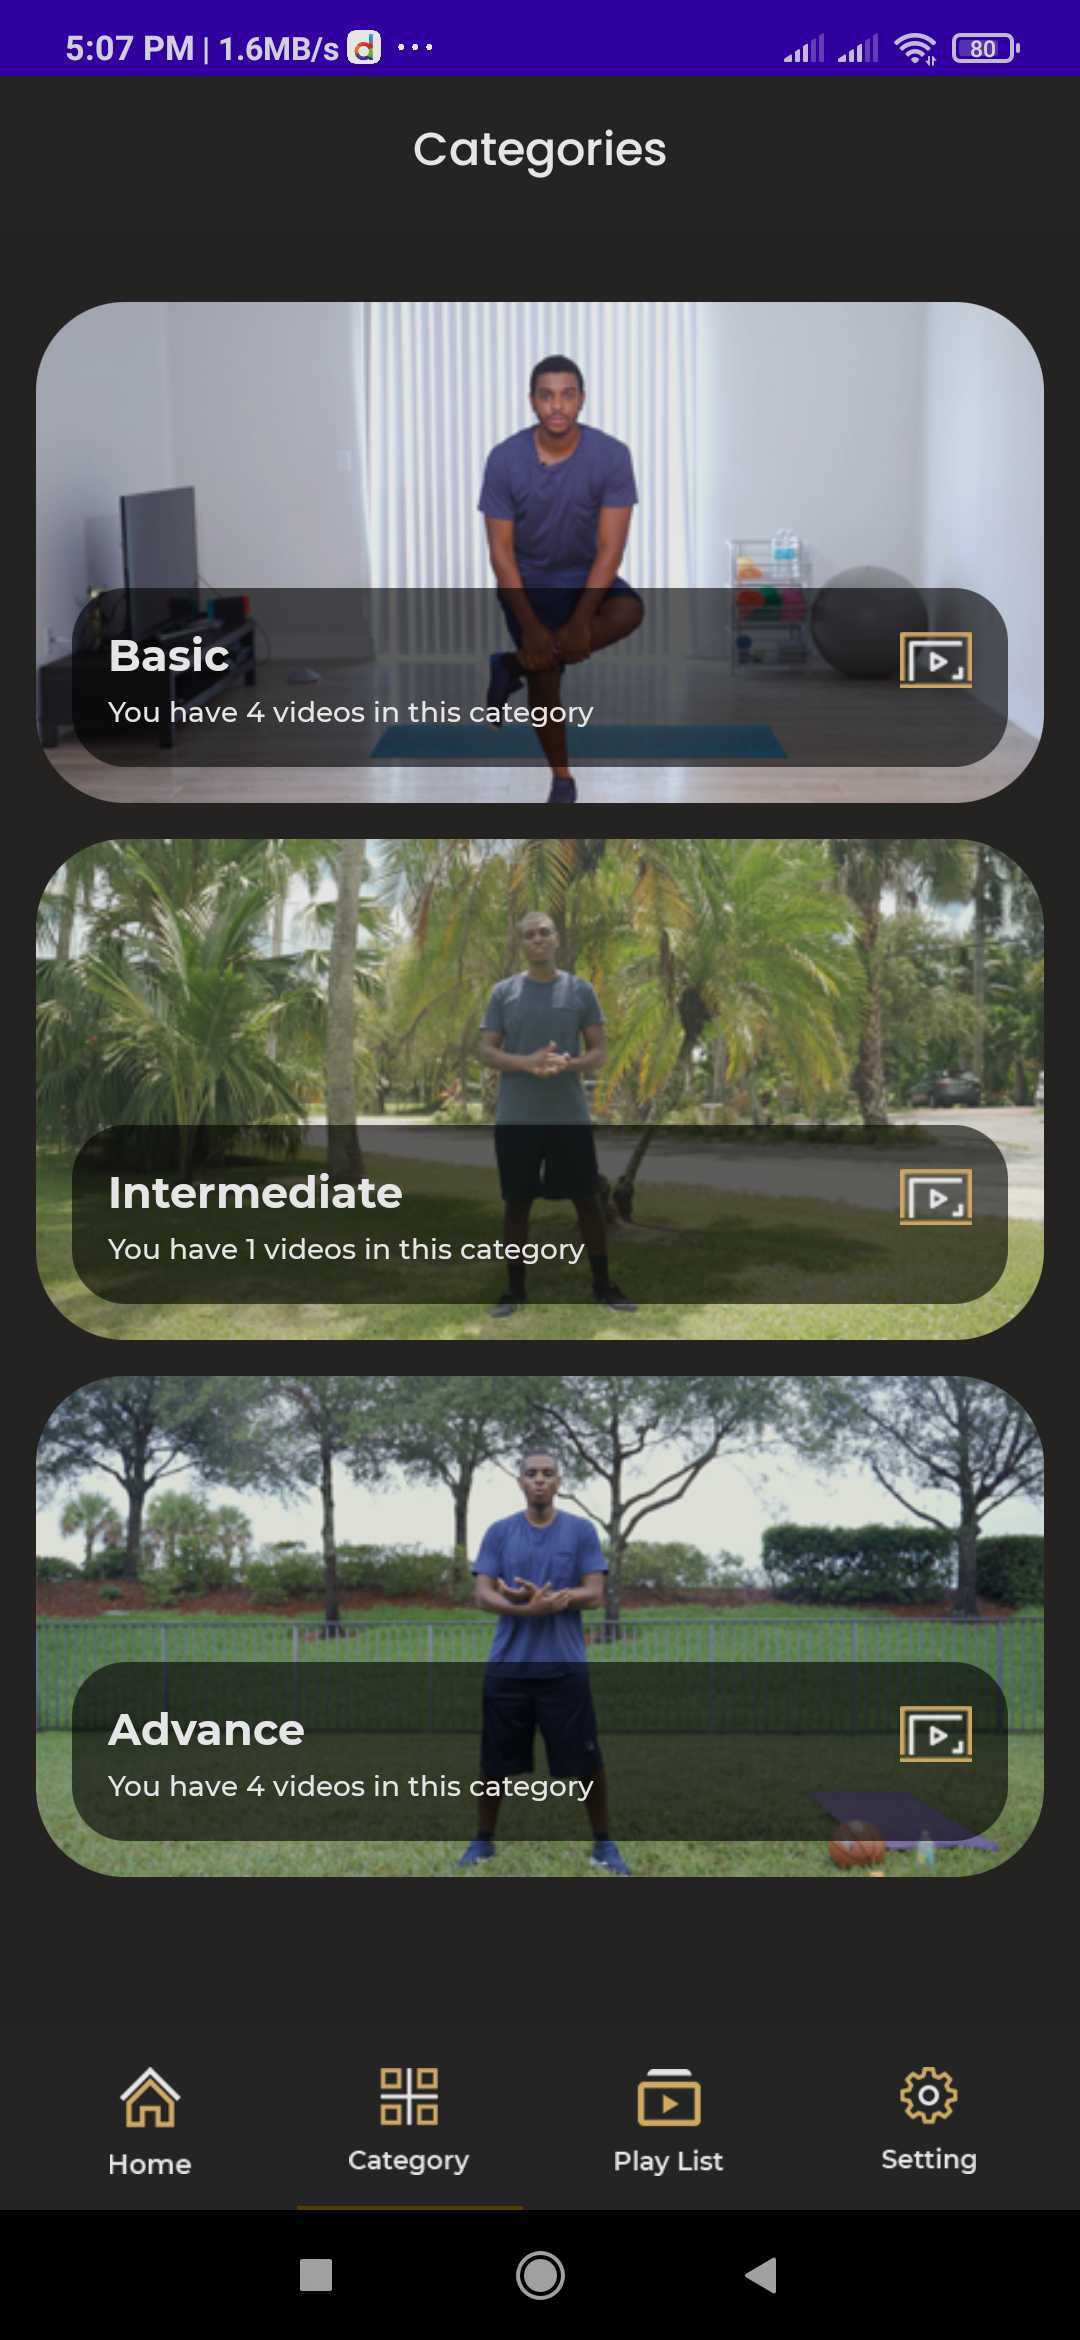 5:07 PM | 1.6MB/s d ...
80
Categories
Basic
You have 4 videos in this category
Intermediate
You have 1 videos in this category
Advance
You have 4 videos in this category
Home
Category
Play List
Setting